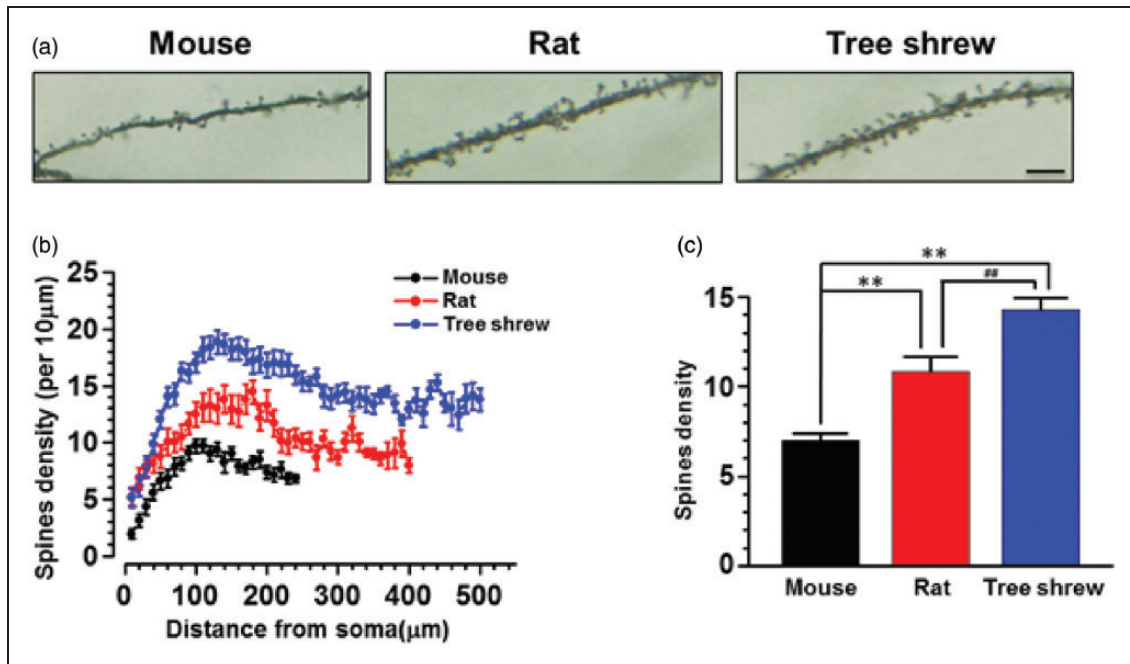 (a)
Mouse
Rat
Tree shrew
(b)
Spines density (per 10μm)
25
20
15
10
5
0
0 100 200 300 400 500
Distance from soma(μm)
Mouse
Rat
Tree shrew
(c)
Spines density
15
10
5
0
**
**
##
Mouse Rat Tree shrew